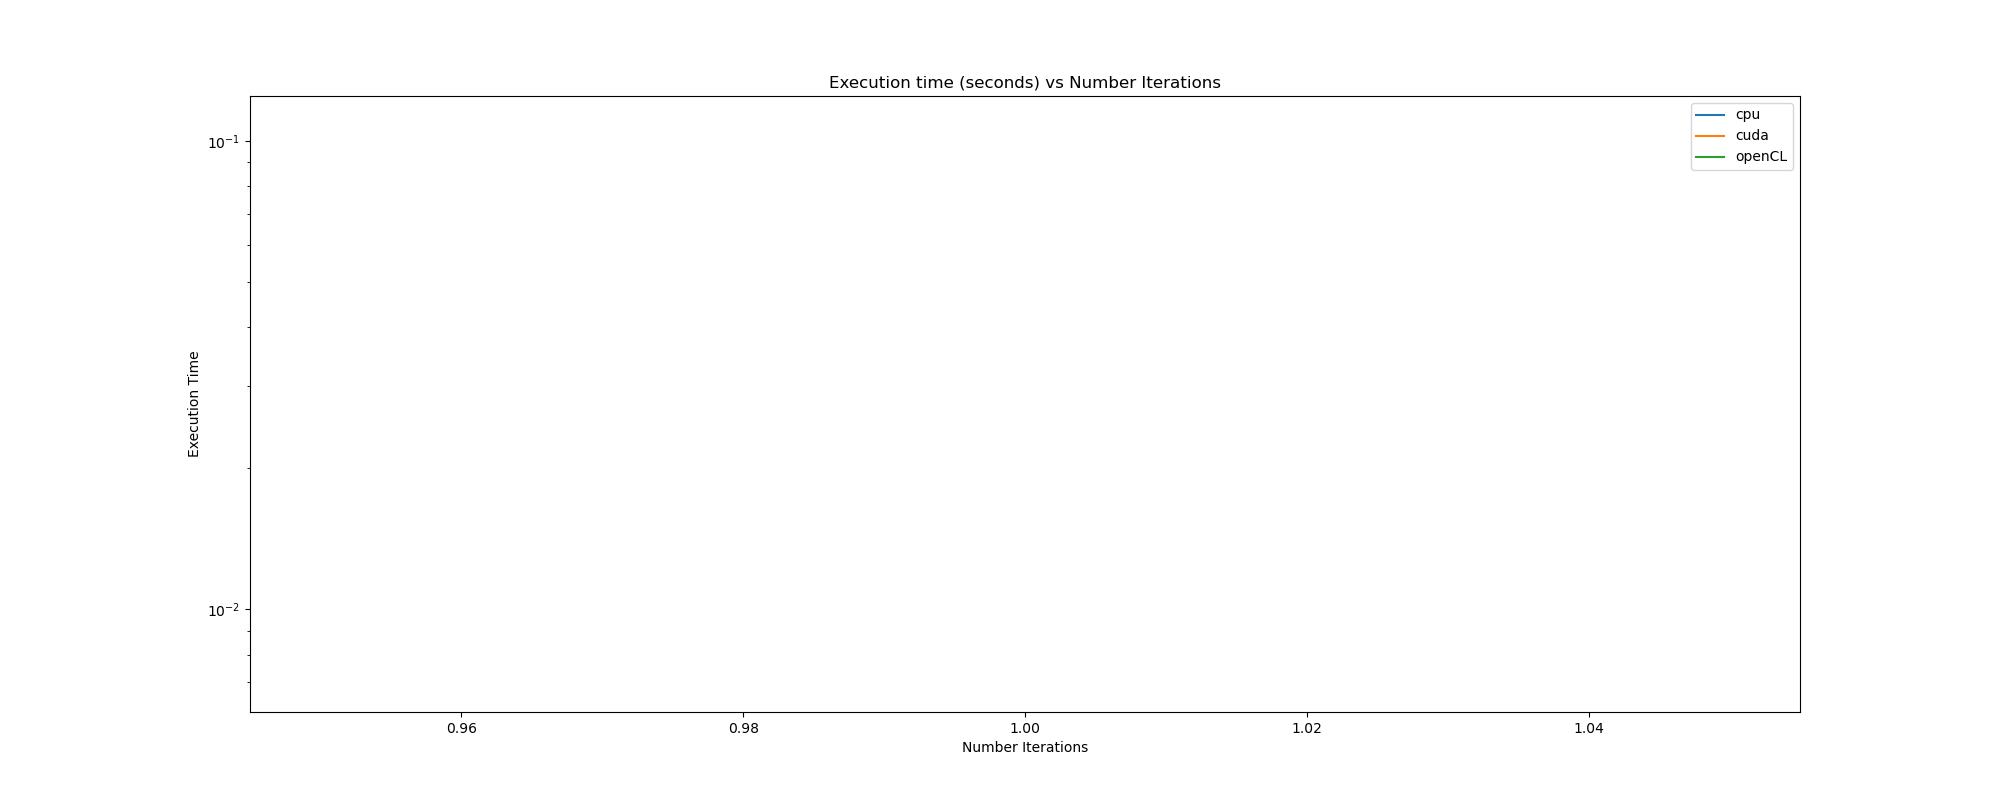 Execution time (seconds) vs Number Iterations
cpu
cuda
openCL
10⁻¹
10⁻²
Execution Time
0.96 0.98 1.00 1.02 1.04
Number Iterations